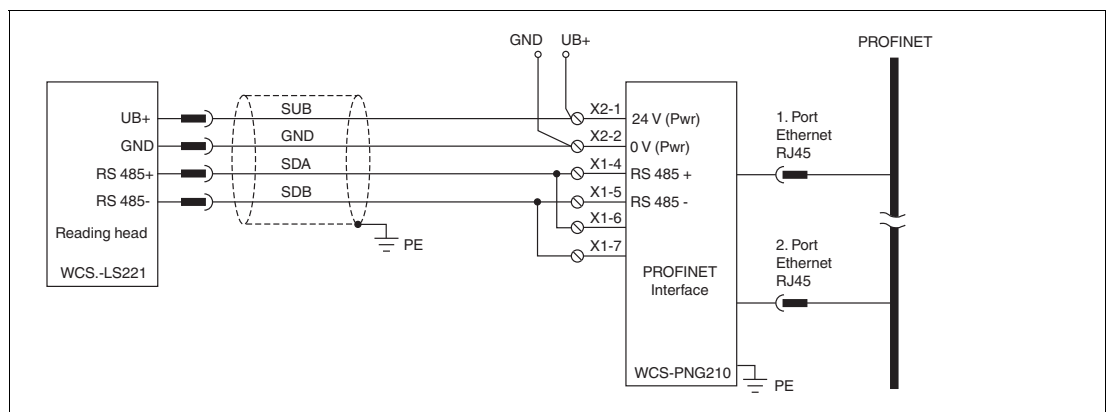 GND UB+
PROFINET
UB+
GND
RS 485+
RS 485-
Reading head
WCS.-LS221
SUB
GND
SDA
SDB
PE
X2-1
X2-2
X1-4
X1-5
X1-6
X1-7
24 V (Pwr)
0 V (Pwr)
RS 485 +
RS 485 -
PROFINET
Interface
WCS-PNG210
PE
1. Port
Ethernet
RJ45
2. Port
Ethernet
RJ45